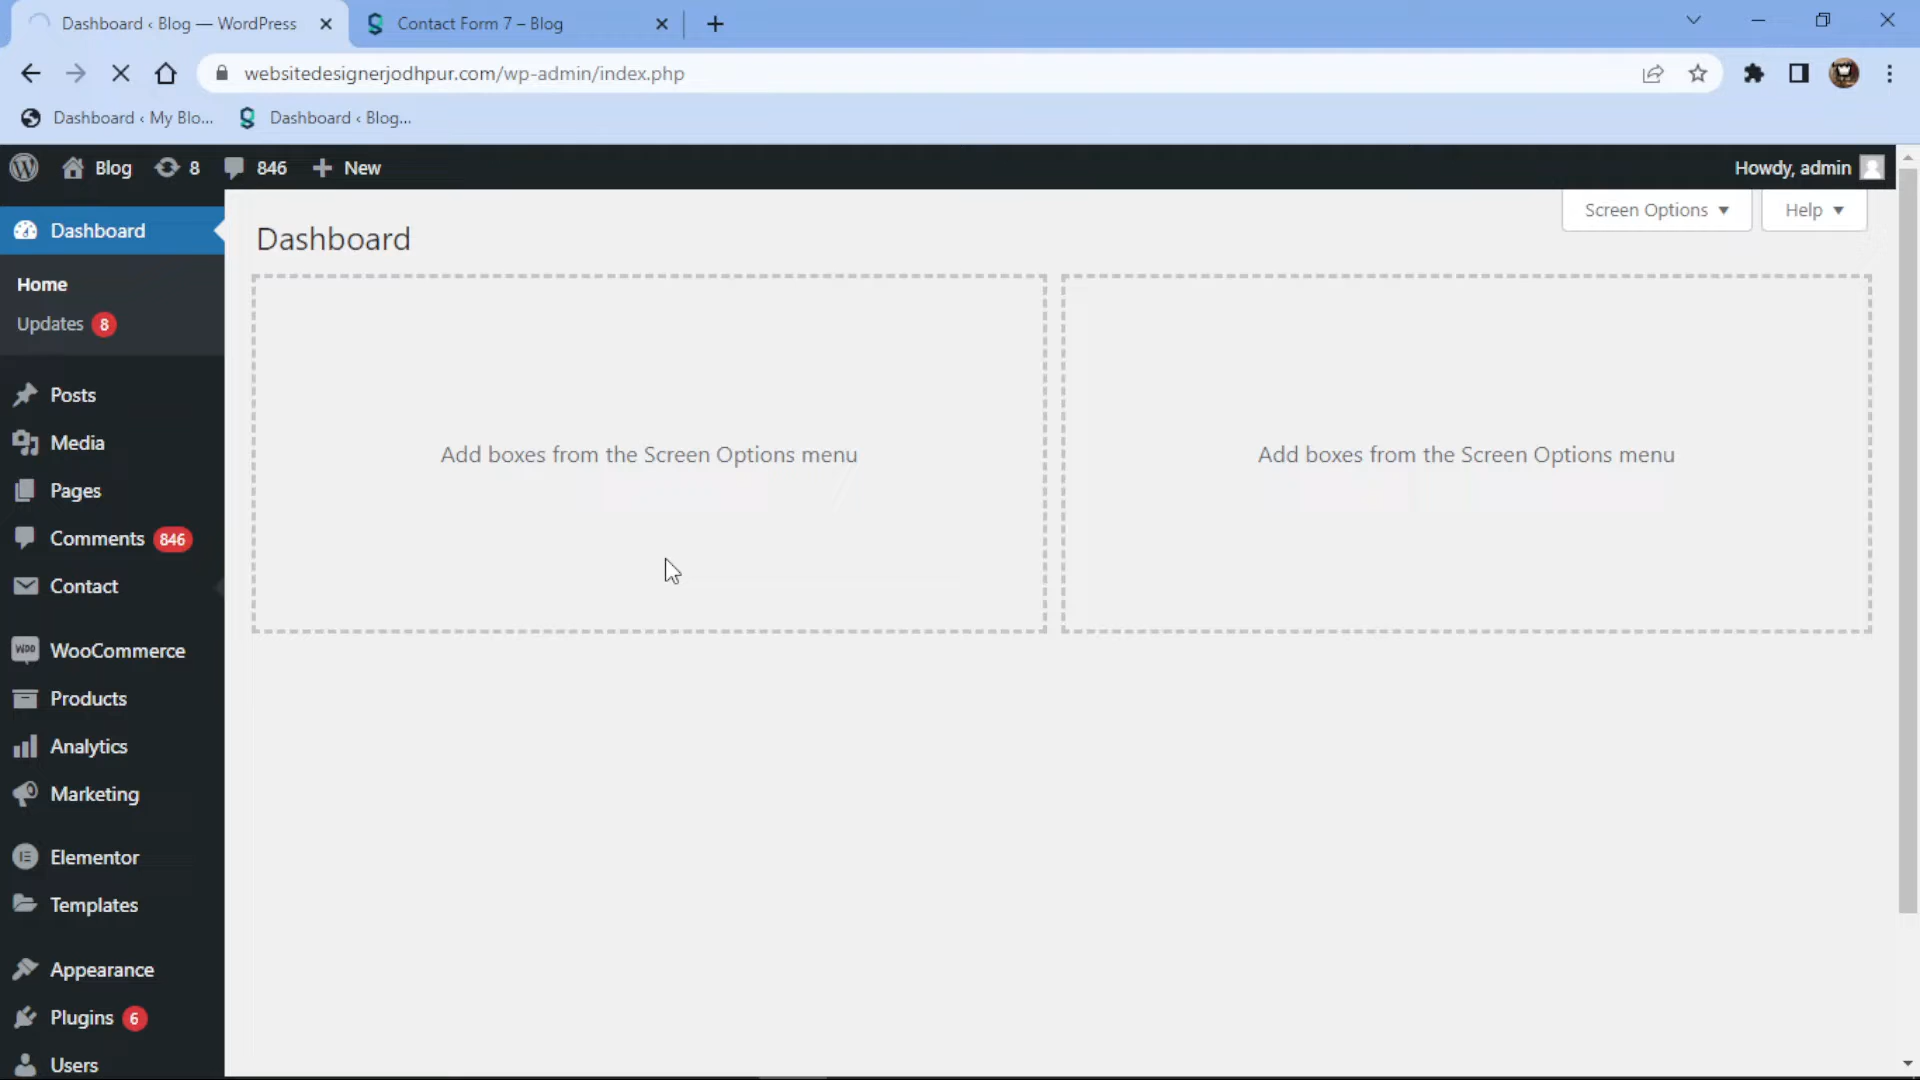 Dashboard ‹ Blog — WordPress
Contact Form 7 – Blog
websitedesignerjodhpur.com/wp-admin/index.php
Dashboard ‹ My Blo...
Dashboard ‹ Blog...
Blog
8
846
New
Howdy, admin
Screen Options
Help
Dashboard
Dashboard
Home
Updates 8
Posts
Media
Pages
Comments 846
Contact
WooCommerce
Products
Analytics
Marketing
Elementor
Templates
Appearance
Plugins 6
Users
Add boxes from the Screen Options menu
Add boxes from the Screen Options menu